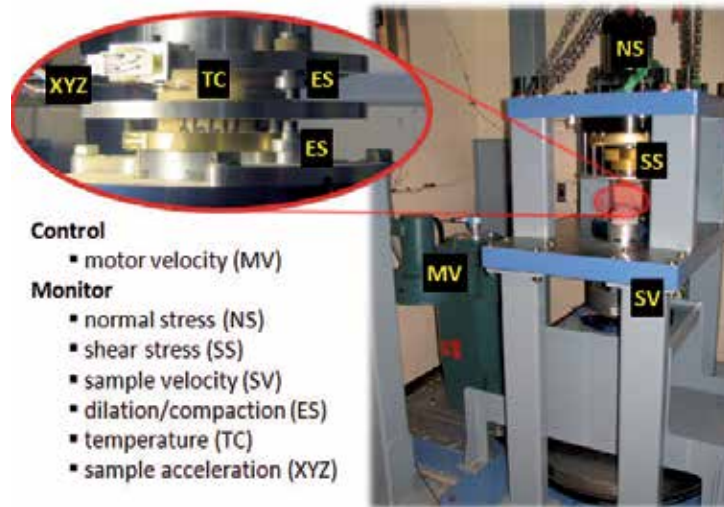 XYZ
TC
ES
ES
NS
SS
MV
SV
Control
▪ motor velocity (MV)
Monitor
▪ normal stress (NS)
▪ shear stress (SS)
▪ sample velocity (SV)
▪ dilation/compaction (ES)
▪ temperature (TC)
▪ sample acceleration (XYZ)